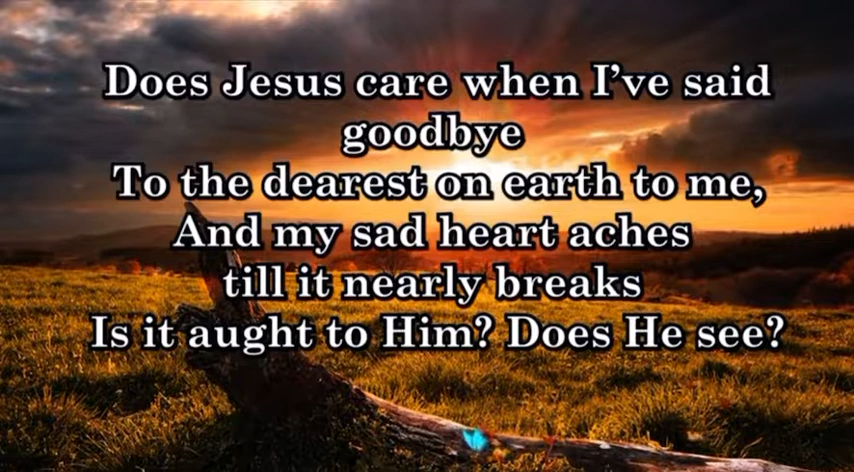 Does Jesus care when I’ve said
goodbye
To the dearest on earth to me,
And my sad heart aches
till it nearly breaks
Is it aught to Him? Does He see?